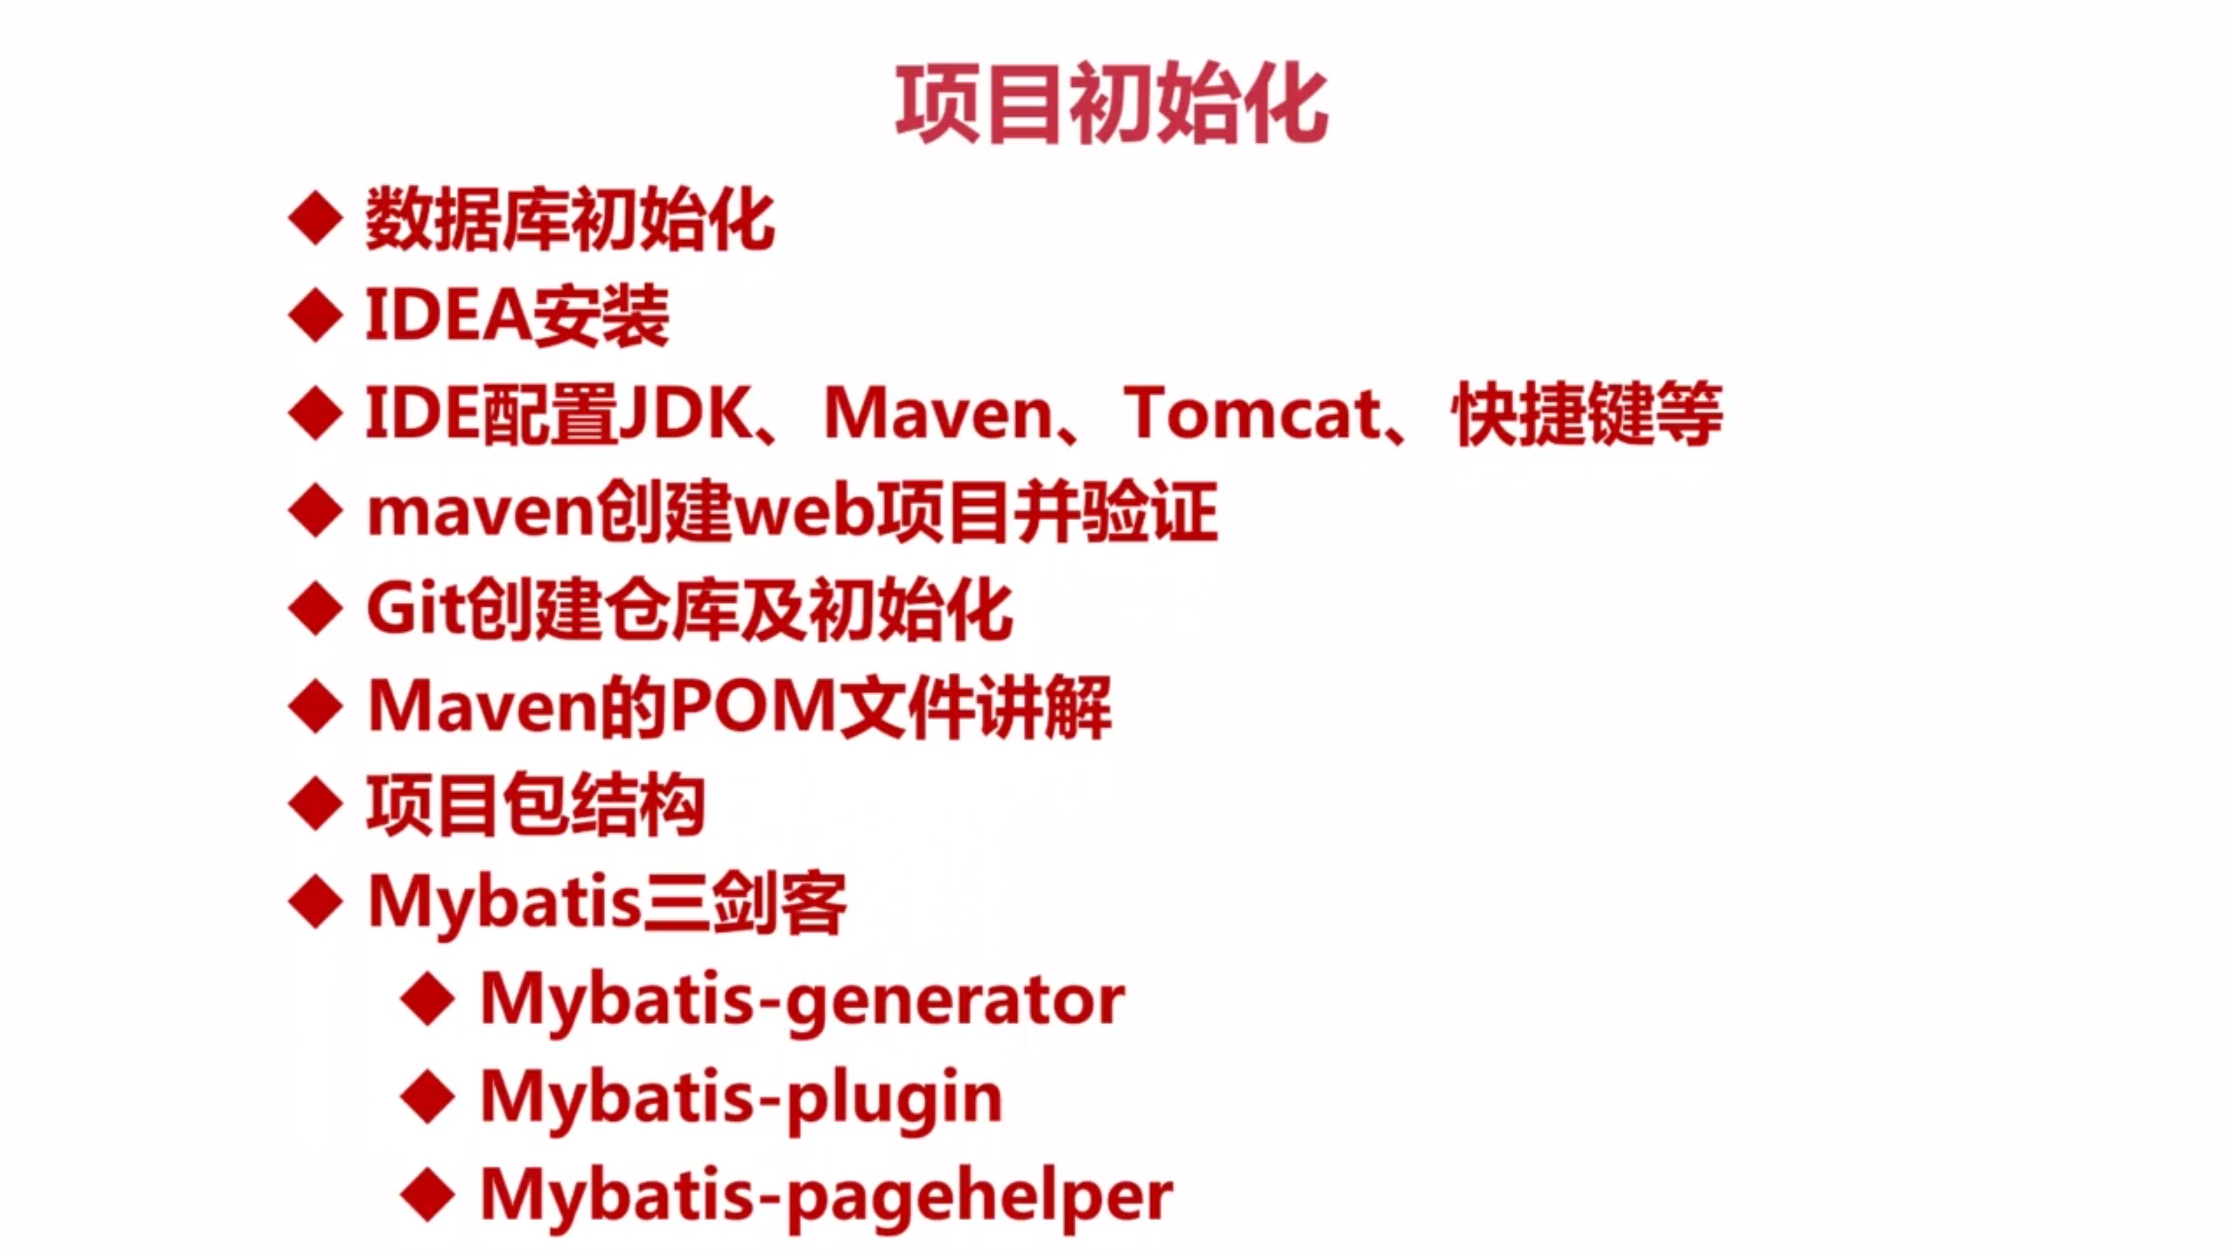 项目初始化
数据库初始化
IDEA安装
IDE配置JDK、Maven、Tomcat、快捷键等
maven创建web项目并验证
Git创建仓库及初始化
Maven的POM文件讲解
项目包结构
Mybatis三剑客
Mybatis-generator
Mybatis-plugin
Mybatis-pagehelper